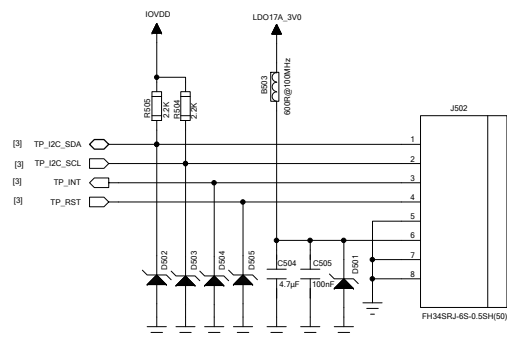 IOVDD
LDO17A_3V0
B503
600R@100MHz
R505
2.2K
R504
2.2K
J502
[3] TP_I2C_SDA 1
[3] TP_I2C_SCL 2
[3] TP_INT 3
[3] TP_RST 4
5
6
7
8
D502
D503
D504
D505
C504
4.7µF
C505
100nF
D501
FH34SRJ-6S-0.5SH(50)